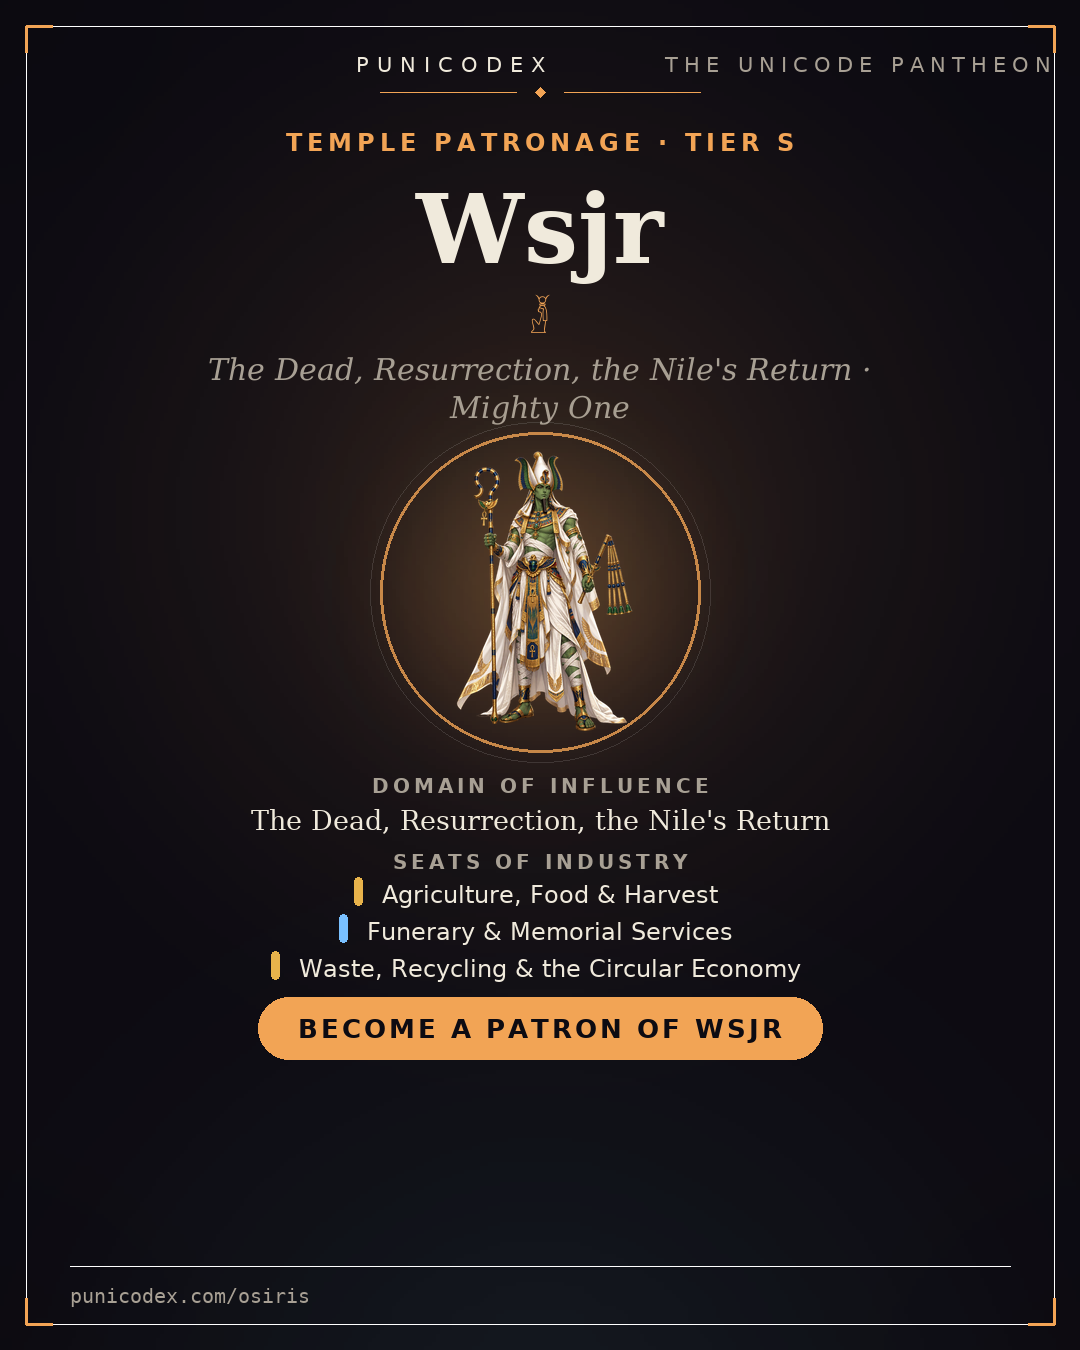 PUNICODEX THE UNICODE PANTHEON
TEMPLE PATRONAGE · TIER S
Wsjr
The Dead, Resurrection, the Nile's Return ·
Mighty One
DOMAIN OF INFLUENCE
The Dead, Resurrection, the Nile's Return
SEATS OF INDUSTRY
Agriculture, Food & Harvest
Funerary & Memorial Services
Waste, Recycling & the Circular Economy
BECOME A PATRON OF WSJR
punicodex.com/osiris